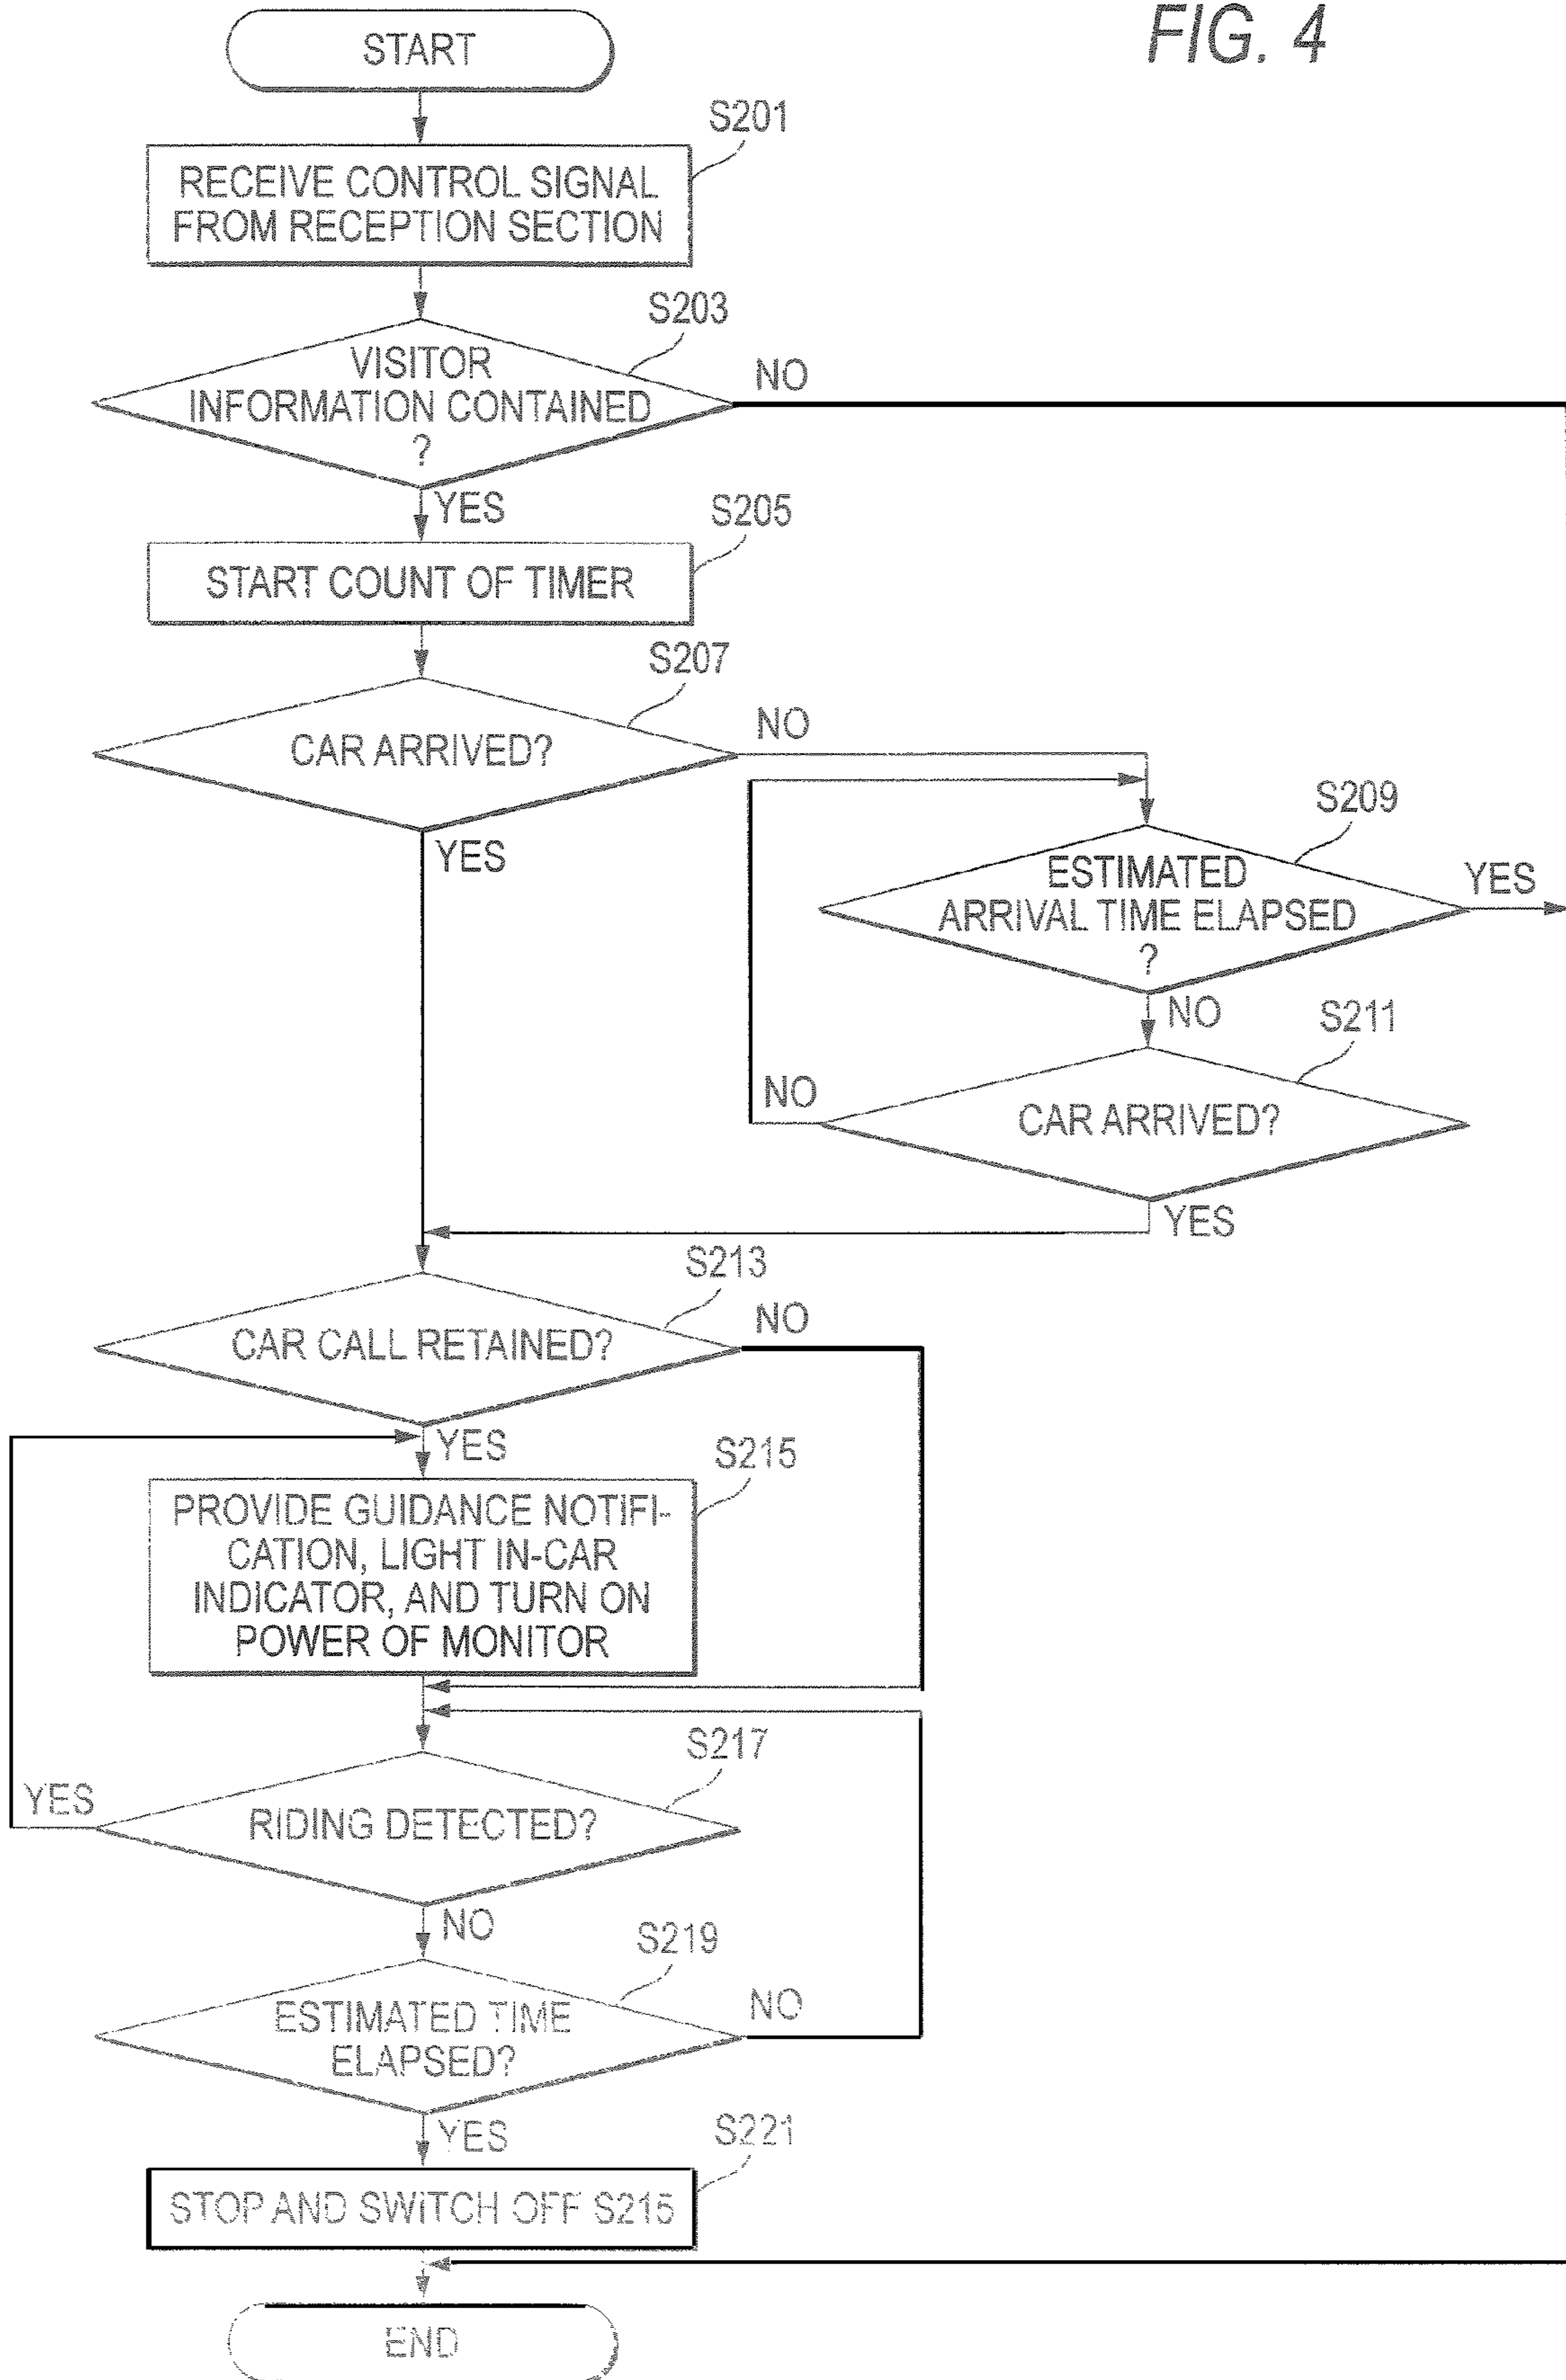 FIG. 4
START
S201
RECEIVE CONTROL SIGNAL
FROM RECEPTION SECTION
S203
VISITOR
INFORMATION CONTAINED
?
NO
YES
S205
START COUNT OF TIMER
S207
CAR ARRIVED?
NO
YES
S209
ESTIMATED
ARRIVAL TIME ELAPSED
?
YES
NO
S211
CAR ARRIVED?
NO
YES
S213
CAR CALL RETAINED?
NO
YES
S215
PROVIDE GUIDANCE NOTIFI-
CATION, LIGHT IN-CAR
INDICATOR, AND TURN ON
POWER OF MONITOR
S217
RIDING DETECTED?
YES
NO
S219
ESTIMATED TIME
ELAPSED?
NO
YES
S221
STOP AND SWITCH OFF S215
END